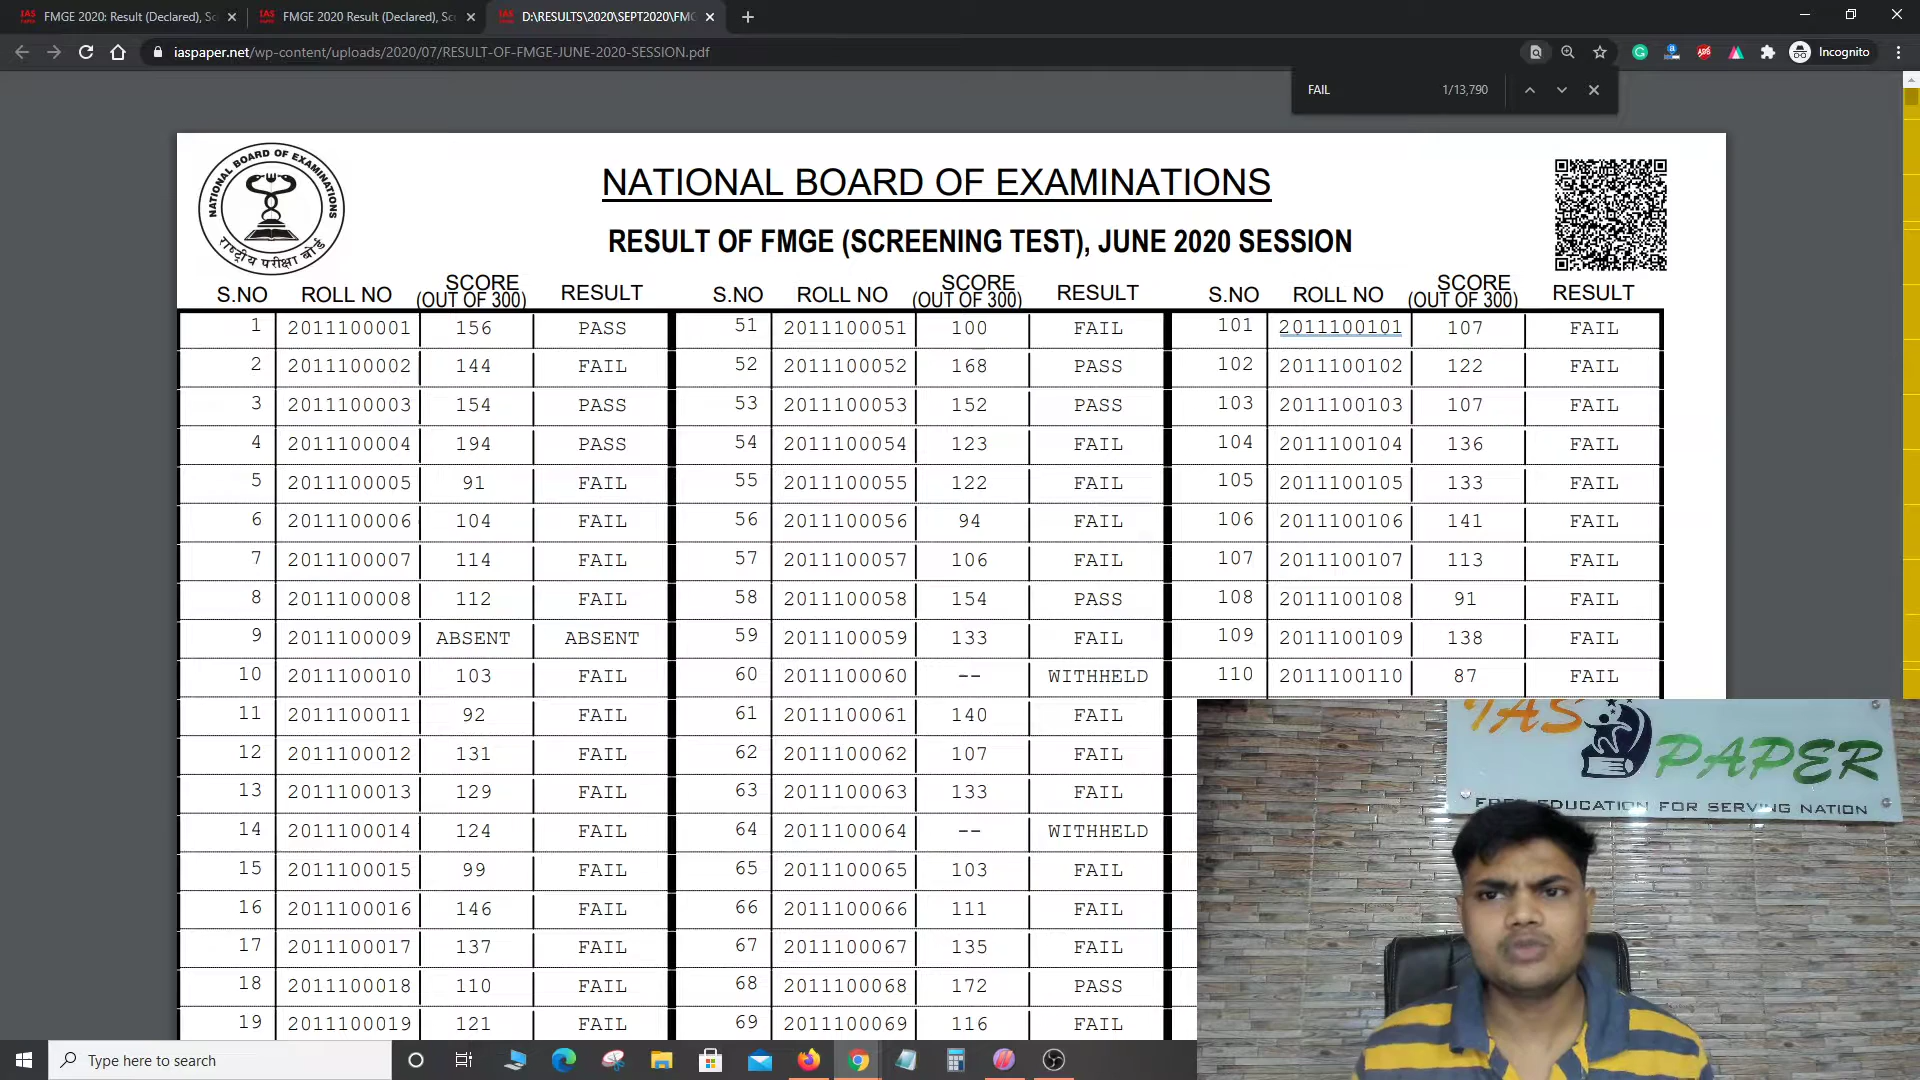 FMGE 2020: Result (Declared), Sc
FMGE 2020 Result (Declared), Sc
D:\RESULTS\2020\SEPT2020\FMG
iaspaper.net/wp-content/uploads/2020/07/RESULT-OF-FMGE-JUNE-2020-SESSION.pdf
Incognito
FAIL 1/13,790
NATIONAL BOARD OF EXAMINATIONS
राष्ट्रीय परीक्षा बोर्ड
NATIONAL BOARD OF EXAMINATIONS
RESULT OF FMGE (SCREENING TEST), JUNE 2020 SESSION
S.NO ROLL NO SCORE (OUT OF 300) RESULT S.NO ROLL NO SCORE (OUT OF 300) RESULT S.NO ROLL NO SCORE (OUT OF 300) RESULT
1 2011100001 156 PASS 51 2011100051 100 FAIL 101 2011100101 107 FAIL
2 2011100002 144 FAIL 52 2011100052 168 PASS 102 2011100102 122 FAIL
3 2011100003 154 PASS 53 2011100053 152 PASS 103 2011100103 107 FAIL
4 2011100004 194 PASS 54 2011100054 123 FAIL 104 2011100104 136 FAIL
5 2011100005 91 FAIL 55 2011100055 122 FAIL 105 2011100105 133 FAIL
6 2011100006 104 FAIL 56 2011100056 94 FAIL 106 2011100106 141 FAIL
7 2011100007 114 FAIL 57 2011100057 106 FAIL 107 2011100107 113 FAIL
8 2011100008 112 FAIL 58 2011100058 154 PASS 108 2011100108 91 FAIL
9 2011100009 ABSENT ABSENT 59 2011100059 133 FAIL 109 2011100109 138 FAIL
10 2011100010 103 FAIL 60 2011100060 -- WITHHELD 110 2011100110 87 FAIL
11 2011100011 92 FAIL 61 2011100061 140 FAIL
12 2011100012 131 FAIL 62 2011100062 107 FAIL
13 2011100013 129 FAIL 63 2011100063 133 FAIL
14 2011100014 124 FAIL 64 2011100064 -- WITHHELD
15 2011100015 99 FAIL 65 2011100065 103 FAIL
16 2011100016 146 FAIL 66 2011100066 111 FAIL
17 2011100017 137 FAIL 67 2011100067 135 FAIL
18 2011100018 110 FAIL 68 2011100068 172 PASS
19 2011100019 121 FAIL 69 2011100069 116 FAIL
IAS PAPER
FREE EDUCATION FOR SERVING NATION
Type here to search